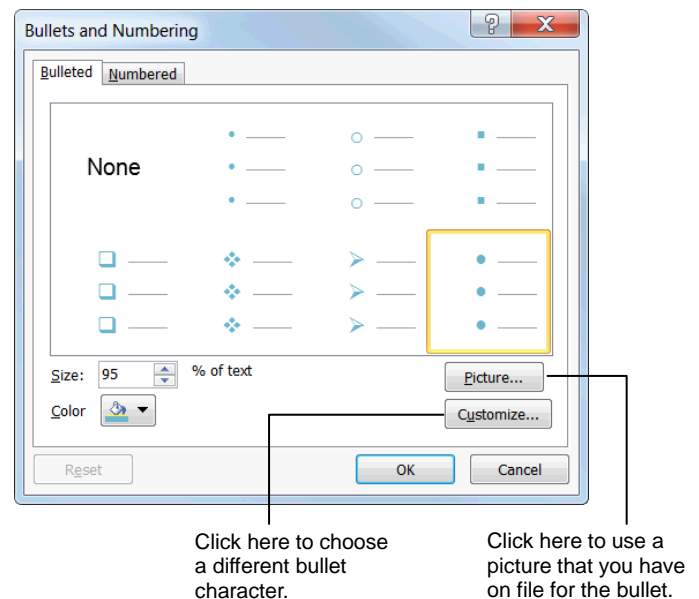 Bullets and Numbering
Bulleted Numbered
None
Size: 95 % of text
Picture...
Color
Customize...
Reset OK Cancel
Click here to choose
a different bullet
character.
Click here to use a
picture that you have
on file for the bullet.